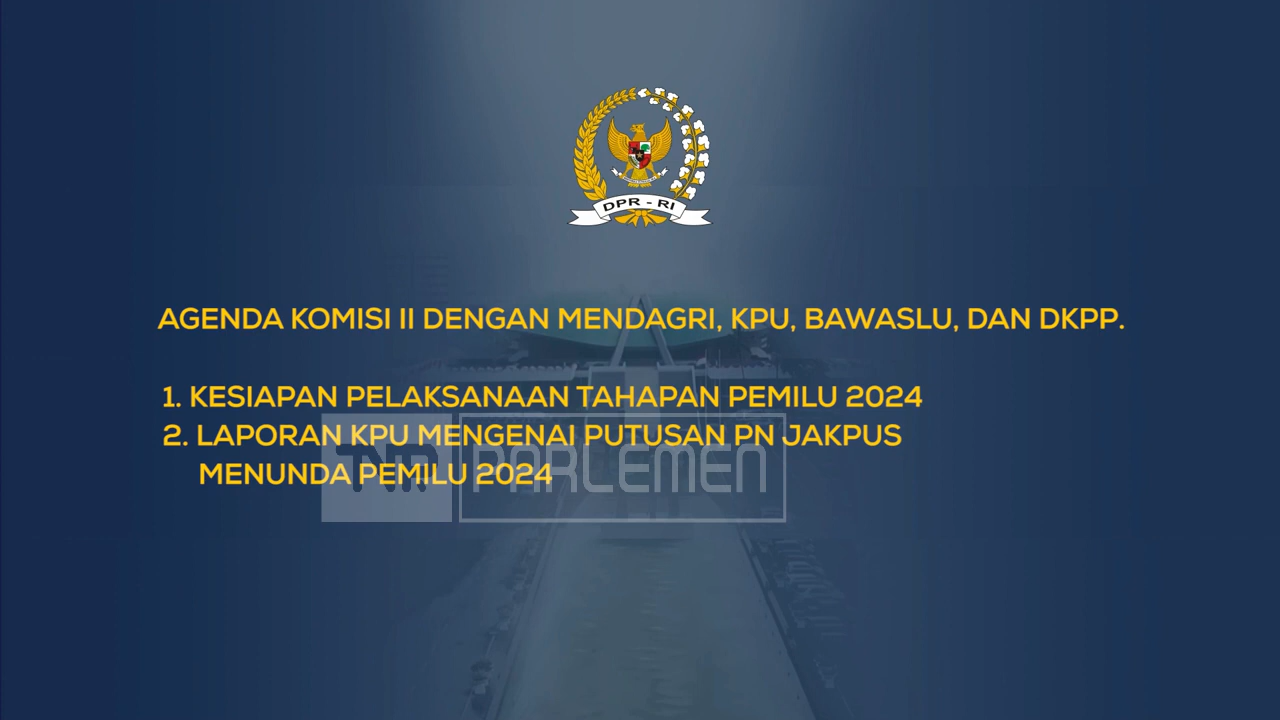 DPR - RI
AGENDA KOMISI II DENGAN MENDAGRI, KPU, BAWASLU, DAN DKPP.
1. KESIAPAN PELAKSANAAN TAHAPAN PEMILU 2024
2. LAPORAN KPU MENGENAI PUTUSAN PN JAKPUS
MENUNDA PEMILU 2024
TVR PARLEMEN